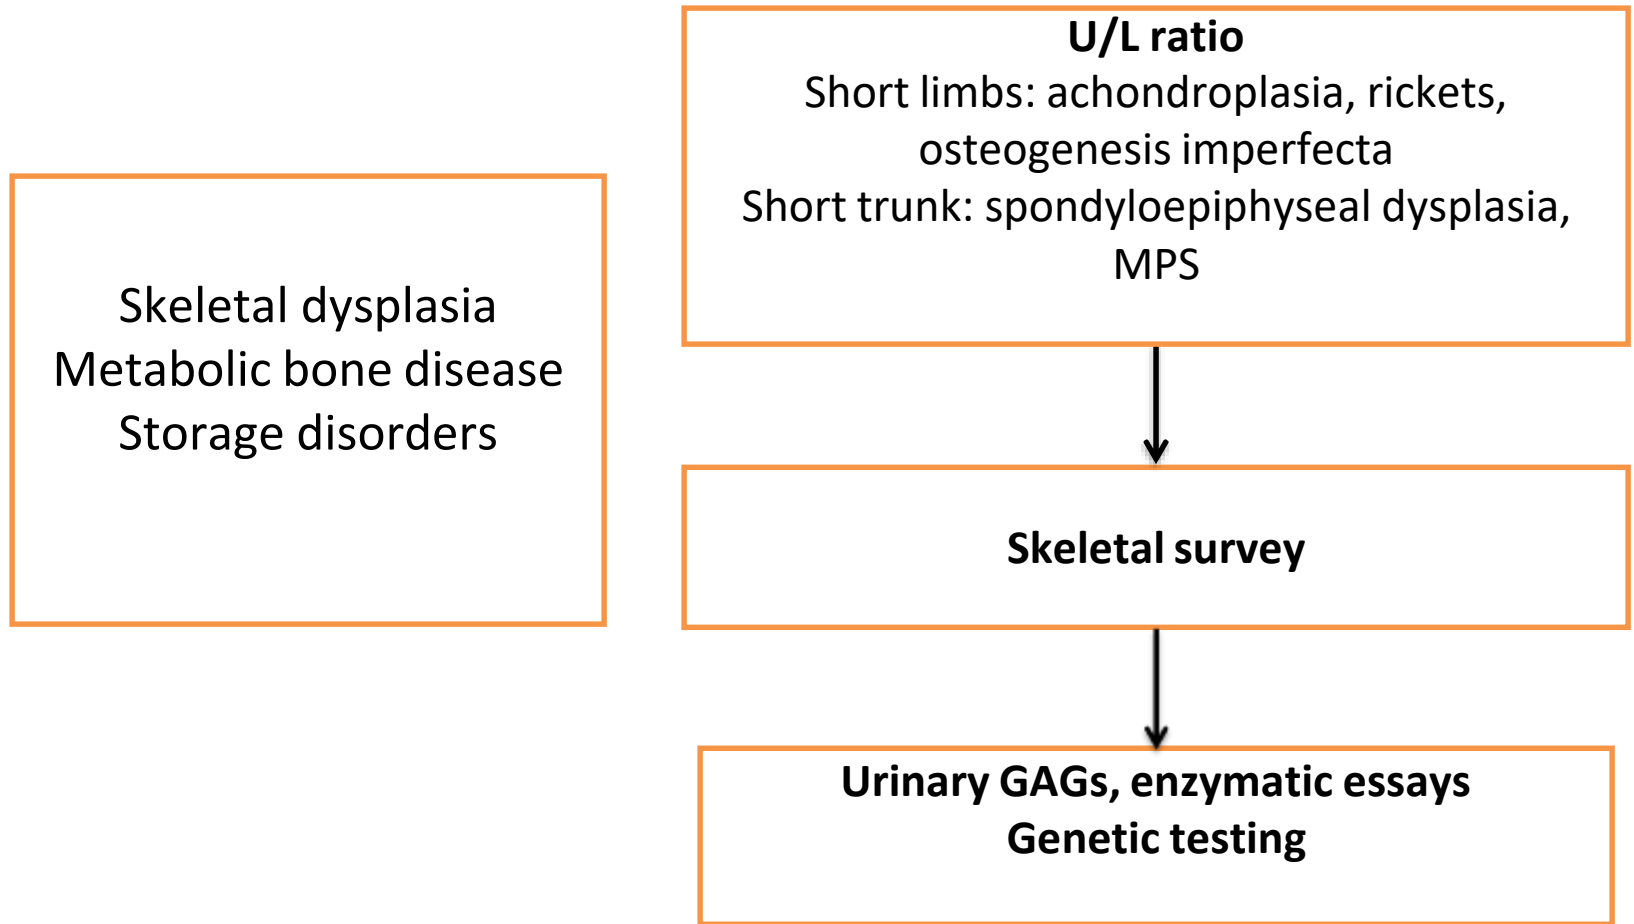 Skeletal dysplasia
Metabolic bone disease
Storage disorders
U/L ratio
Short limbs: achondroplasia, rickets,
osteogenesis imperfecta
Short trunk: spondyloepiphyseal dysplasia,
MPS
Skeletal survey
Urinary GAGs, enzymatic essays
Genetic testing